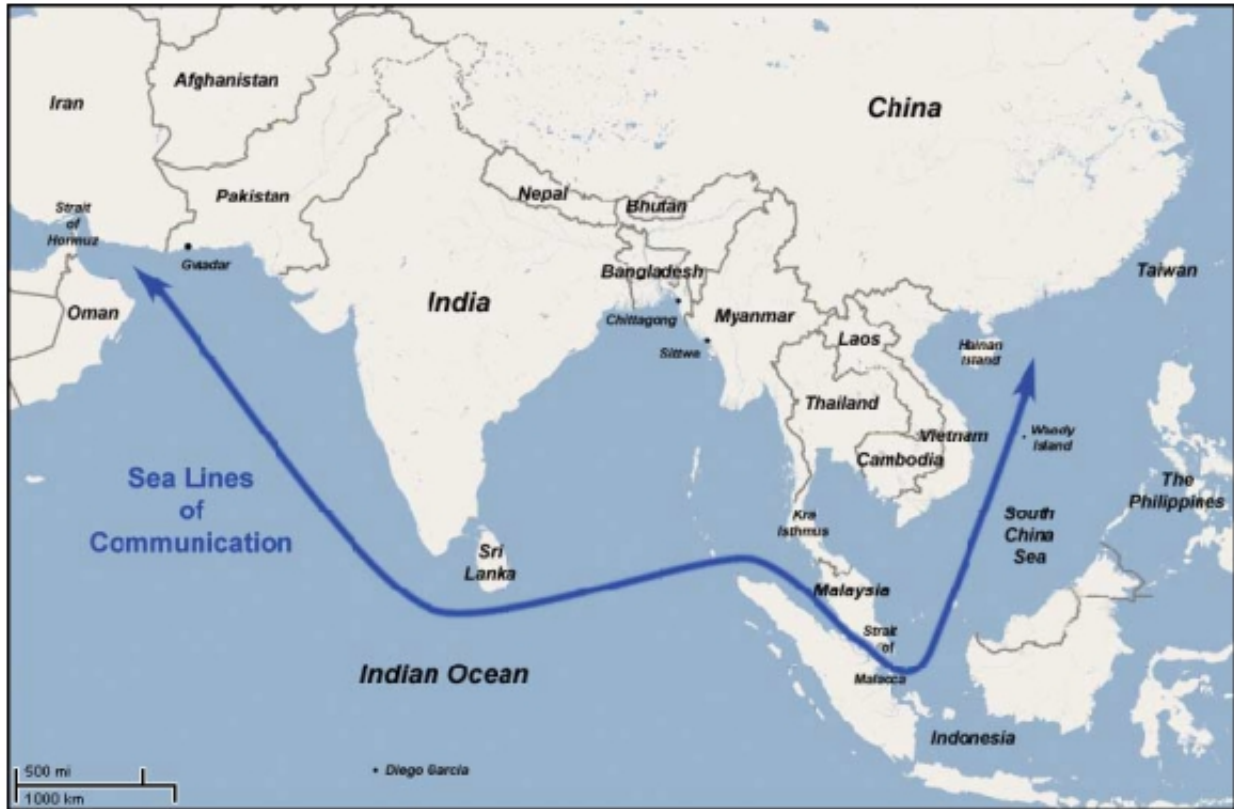 Afghanistan
Iran
China
Pakistan
Nepal
Bhutan
Strait
of
Hormuz
Gwadar
Bangladesh
Taiwan
Oman
India
Chittagong
Myanmar
Laos
Hainan
Island
Sittwe
Thailand
Vietnam
Woody
Island
Cambodia
Sea Lines
of
Communication
The
Philippines
Kra
Isthmus
South
China
Sea
Sri
Lanka
Malaysia
Strait
of
Malacca
Indian Ocean
Indonesia
Diego Garcia
500 mi
1000 km